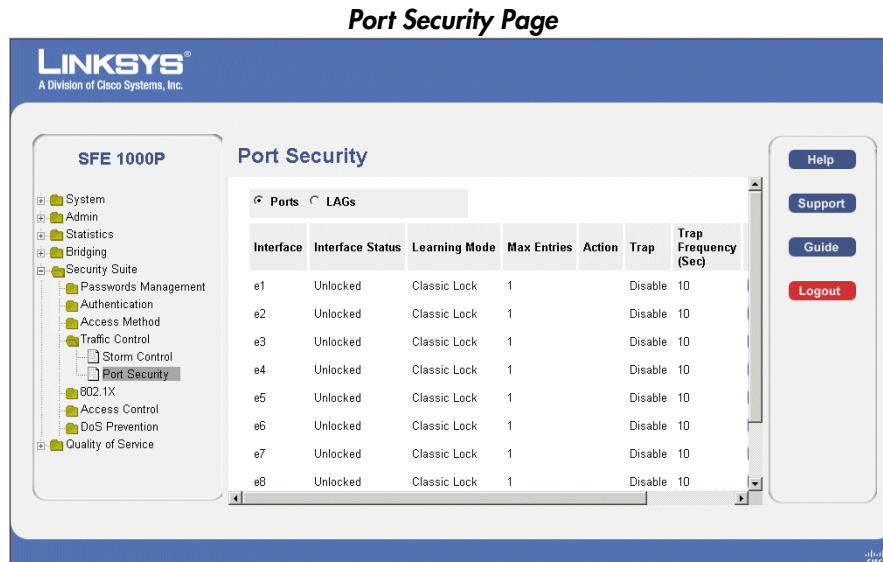 Port Security Page
LINKSYS®
A Division of Cisco Systems, Inc.
SFE 1000P
System
Admin
Statistics
Bridging
Security Suite
Passwords Management
Authentication
Access Method
Traffic Control
Storm Control
Port Security
802.1X
Access Control
DoS Prevention
Quality of Service
Port Security
Ports LAGs
Interface Interface Status Learning Mode Max Entries Action Trap Trap Frequency (Sec)
e1 Unlocked Classic Lock 1 Disable 10
e2 Unlocked Classic Lock 1 Disable 10
e3 Unlocked Classic Lock 1 Disable 10
e4 Unlocked Classic Lock 1 Disable 10
e5 Unlocked Classic Lock 1 Disable 10
e6 Unlocked Classic Lock 1 Disable 10
e7 Unlocked Classic Lock 1 Disable 10
e8 Unlocked Classic Lock 1 Disable 10
Help
Support
Guide
Logout